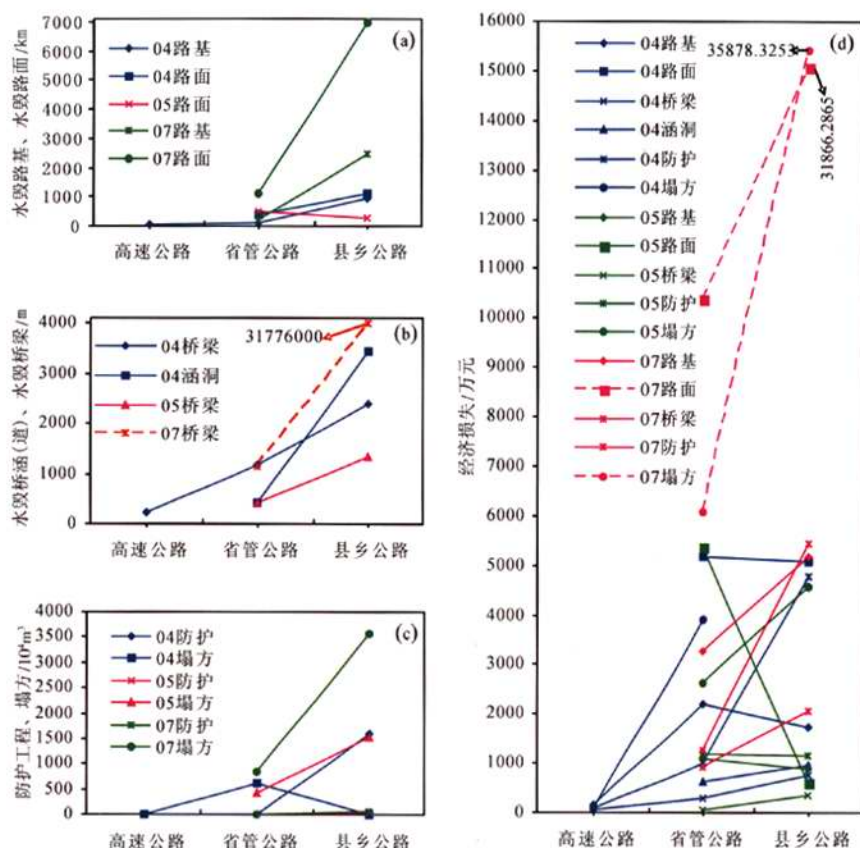 (a)
水毁路基、水毁路面/km
7000
6000
5000
4000
3000
2000
1000
0
04路基
04路面
05路面
07路基
07路面
高速公路 省管公路 县乡公路
(b)
水毁桥涵(道)、水毁桥梁/m
4000
3000
2000
1000
0
04桥梁
04涵洞
05桥梁
07桥梁
31776000
高速公路 省管公路 县乡公路
(c)
防护工程、塌方/10⁴m³
4000
3500
3000
2500
2000
1500
1000
500
0
04防护
04塌方
05防护
05塌方
07防护
07塌方
高速公路 省管公路 县乡公路
(d)
经济损失/万元
16000
15000
14000
13000
12000
11000
10000
9000
8000
7000
6000
5000
4000
3000
2000
1000
0
04路基
04路面
04桥梁
04涵洞
04防护
04塌方
05路基
05路面
05桥梁
05防护
05塌方
07路基
07路面
07桥梁
07防护
07塌方
35878.3253
31866.2865
高速公路 省管公路 县乡公路